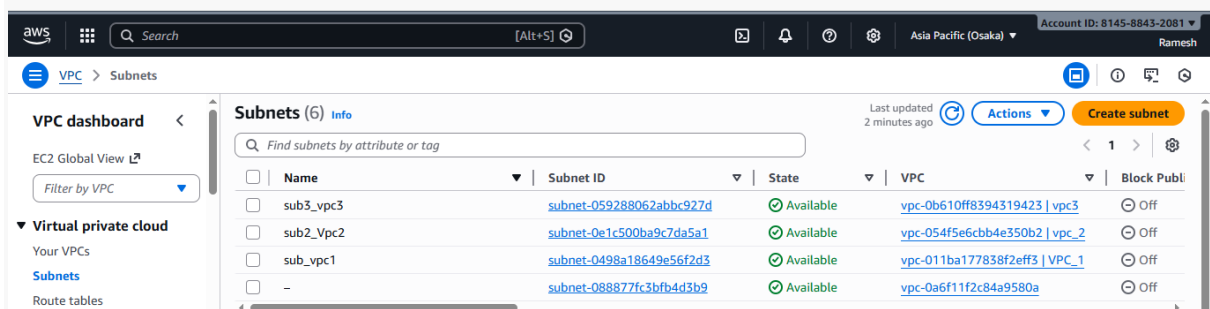 aws Search [Alt+S] Asia Pacific (Osaka) ▼ Account ID: 8145-8843-2081 ▼
Ramesh
VPC > Subnets
VPC dashboard
EC2 Global View
Filter by VPC
Virtual private cloud
Your VPCs
Subnets
Route tables
Subnets (6) Info
Last updated
2 minutes ago
Actions
Create subnet
Find subnets by attribute or tag
1
Name Subnet ID State VPC Block Publi
sub3_vpc3 subnet-059288062abbc927d Available vpc-0b610ff8394319423 | vpc3 Off
sub2_Vpc2 subnet-0e1c500ba9c7da5a1 Available vpc-054f5e6cbb4e350b2 | vpc_2 Off
sub_vpc1 subnet-0498a18649e56f2d3 Available vpc-011ba177838f2eff3 | VPC_1 Off
– subnet-088877fc3bfb4d3b9 Available vpc-0a6f11f2c84a9580a Off